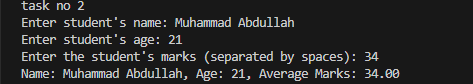 task no 2
Enter student's name: Muhammad Abdullah
Enter student's age: 21
Enter the student's marks (separated by spaces): 34
Name: Muhammad Abdullah, Age: 21, Average Marks: 34.00